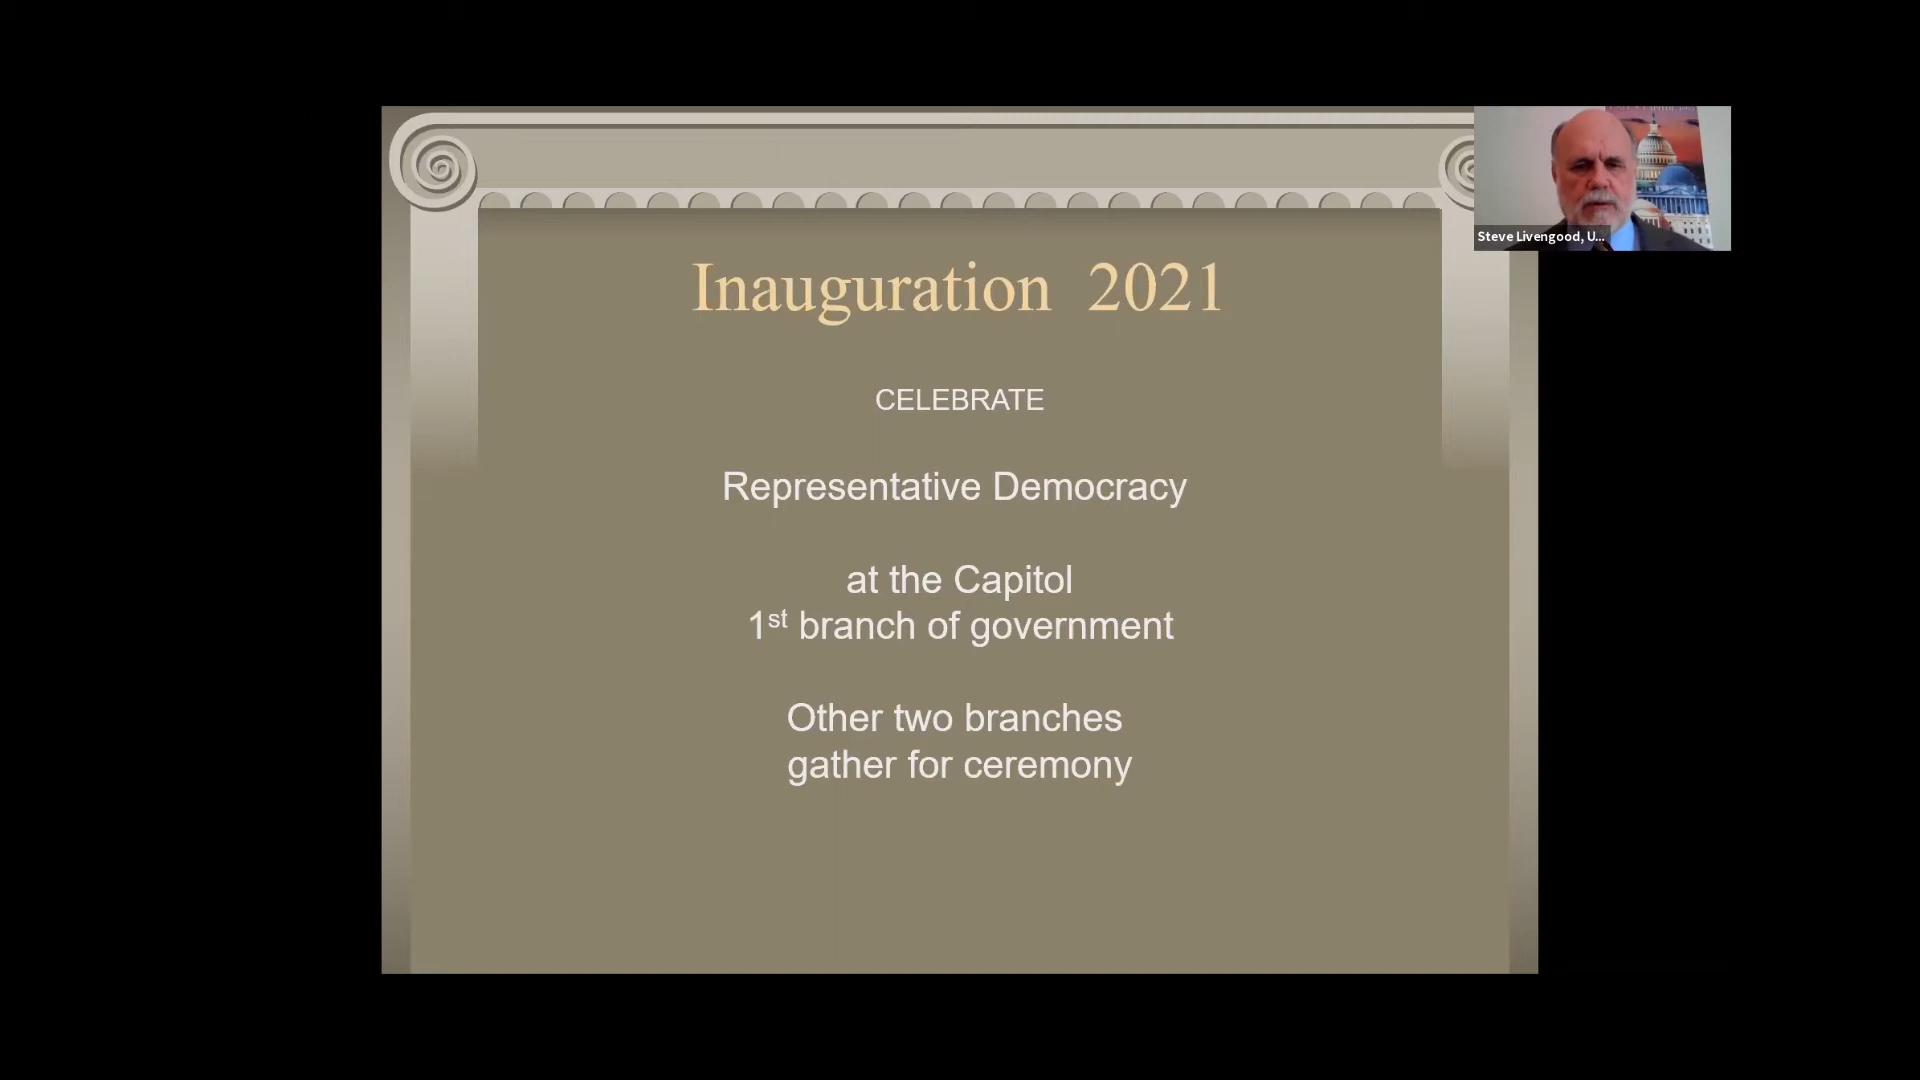 Inauguration 2021
CELEBRATE
Representative Democracy
at the Capitol
1st branch of government
Other two branches
gather for ceremony
Steve Livengood, U...